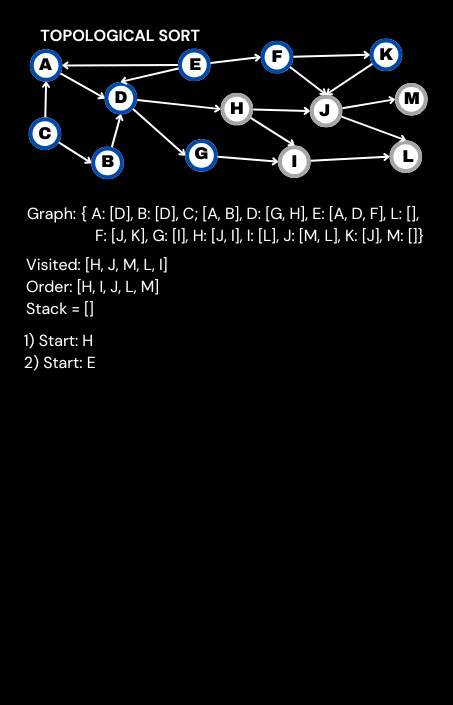 TOPOLOGICAL SORT
A
E
F
K
D
H
J
M
C
B
G
I
L
Graph: { A: [D], B: [D], C; [A, B], D: [G, H], E: [A, D, F], L: [],
F: [J, K], G: [I], H: [J, I], I: [L], J: [M, L], K: [J], M: []}
Visited: [H, J, M, L, I]
Order: [H, I, J, L, M]
Stack = []
1) Start: H
2) Start: E